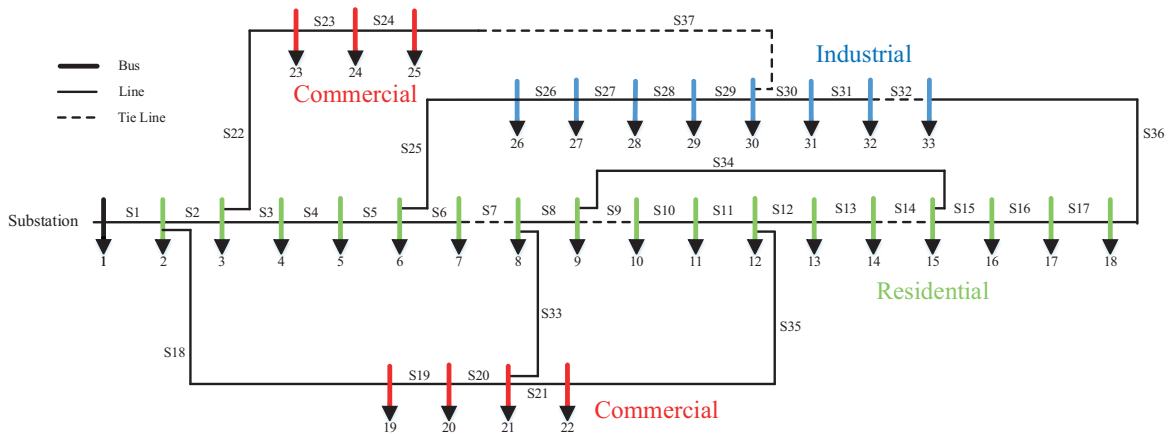 S23 S24 S37
Bus
Line
Tie Line
23 24 25
Commercial
Industrial
S26 S27 S28 S29 S30 S31 S32
26 27 28 29 30 31 32 33
S22
S25
S34
S36
Substation
S1 S2 S3 S4 S5 S6 S7 S8 S9 S10 S11 S12 S13 S14 S15 S16 S17
1 2 3 4 5 6 7 8 9 10 11 12 13 14 15 16 17 18
Residential
S33
S35
S18
S19 S20 S21
19 20 21 22
Commercial